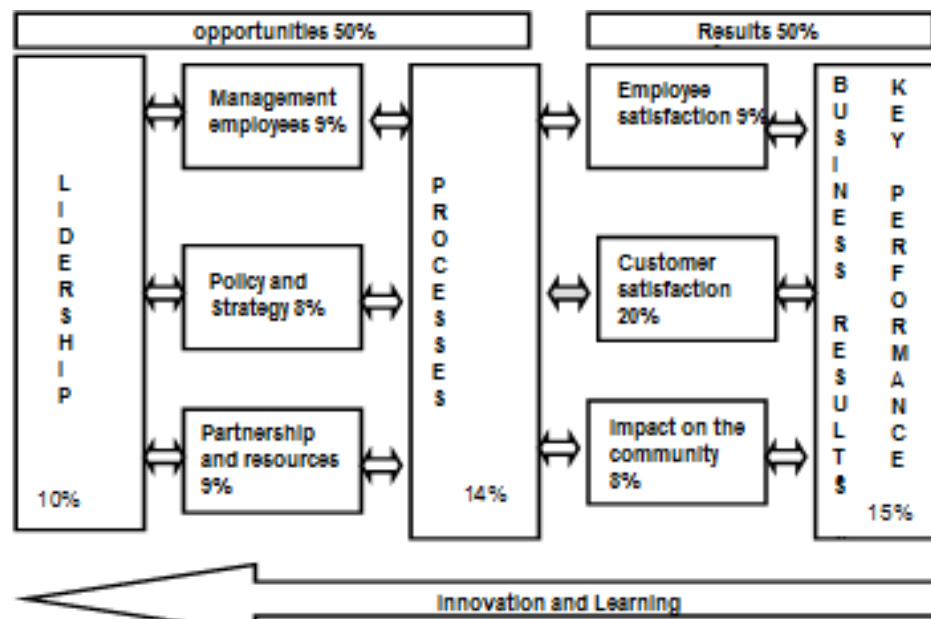 opportunities 50%
Results 50%
LIDERSHIP
10%
Management
employees 9%
Policy and
Strategy 8%
Partnership
and resources
9%
PROCESSES
14%
Employee
satisfaction 9%
Customer
satisfaction
20%
Impact on the
community
8%
BUSINESS RESULTS
KEY PERFORMANCE
15%
Innovation and Learning